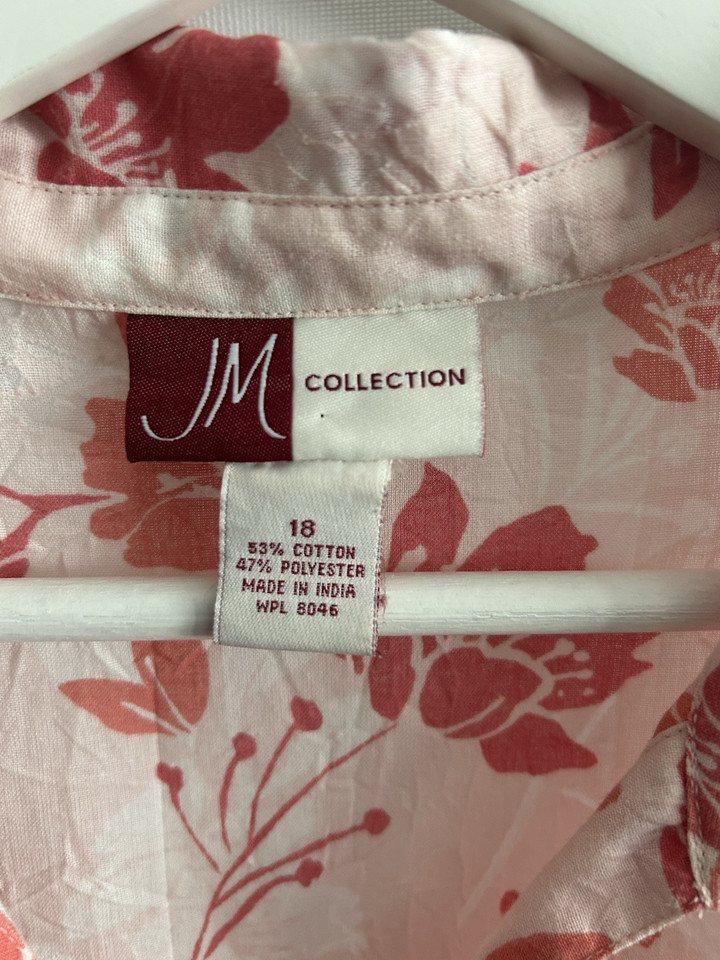 JM COLLECTION
18
53% COTTON
47% POLYESTER
MADE IN INDIA
WPL 8046